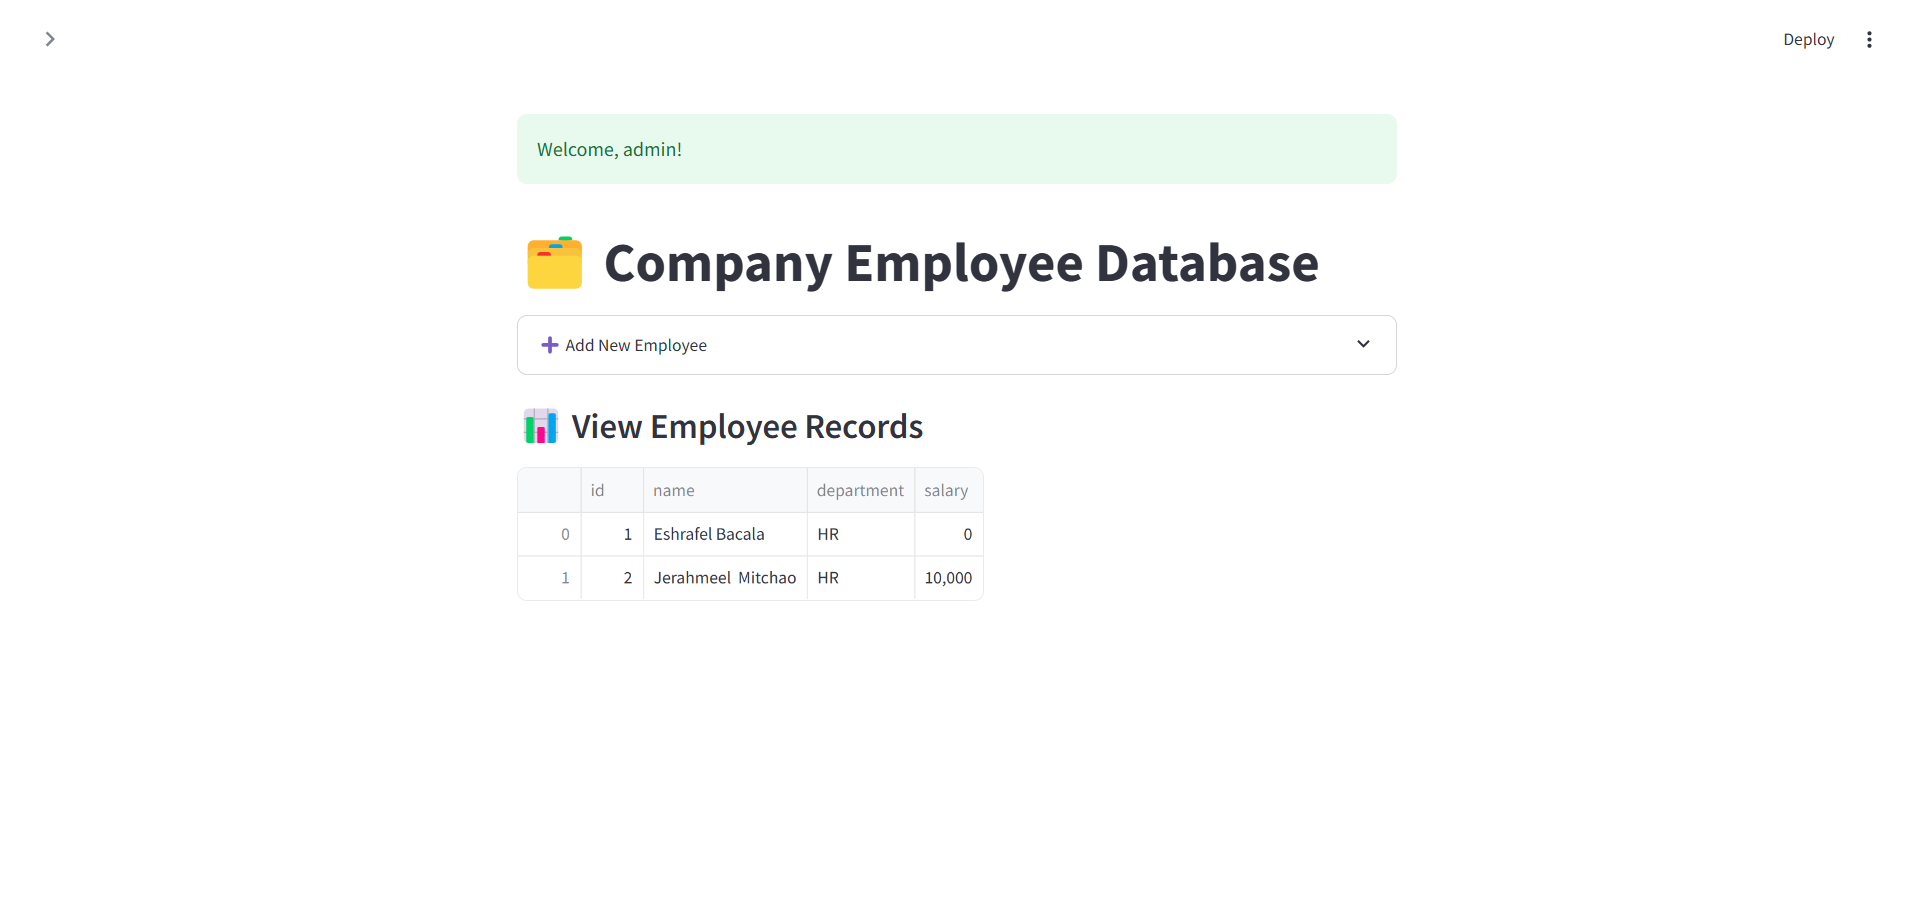 Deploy
Welcome, admin!
Company Employee Database
Add New Employee
View Employee Records
id name department salary
0 1 Eshrafel Bacala HR 0
1 2 Jerahmeel  Mitchao HR 10,000